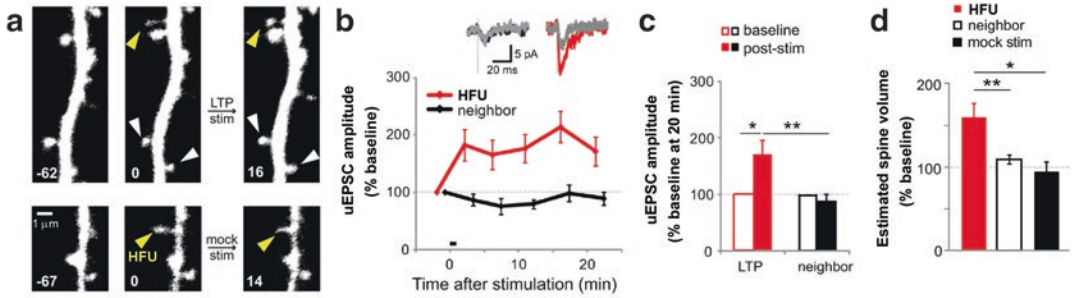 a
-62
0
LTP
stim
16
1 μm
-67
HFU
0
mock
stim
14
b
5 pA
20 ms
uEPSC amplitude
(% baseline)
300
200
100
0
HFU
neighbor
0
10
20
Time after stimulation (min)
c
baseline
post-stim
uEPSC amplitude
(% baseline at 20 min)
300
200
100
0
*
**
LTP
neighbor
d
HFU
neighbor
mock stim
Estimated spine volume
(% baseline)
200
100
0
*
**